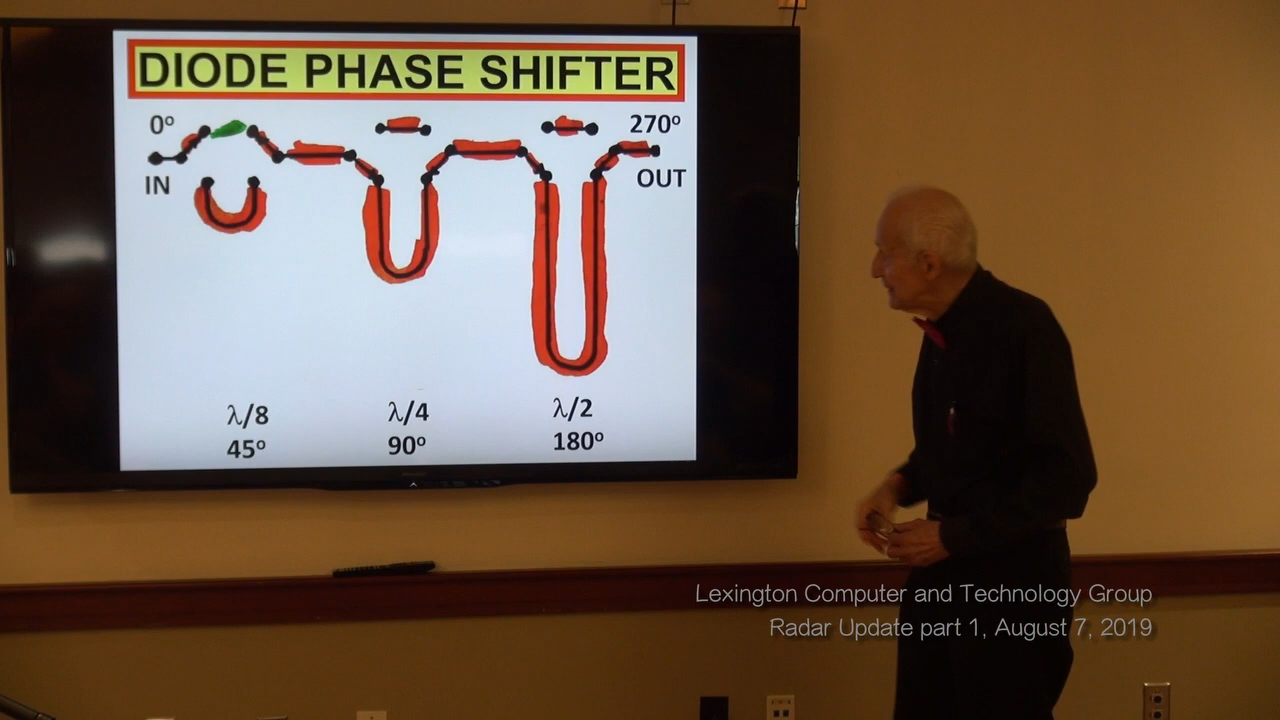 DIODE PHASE SHIFTER
0º
270º
IN
OUT
λ/8
λ/4
λ/2
45º
90º
180º
Lexington Computer and Technology Group
Radar Update part 1, August 7, 2019